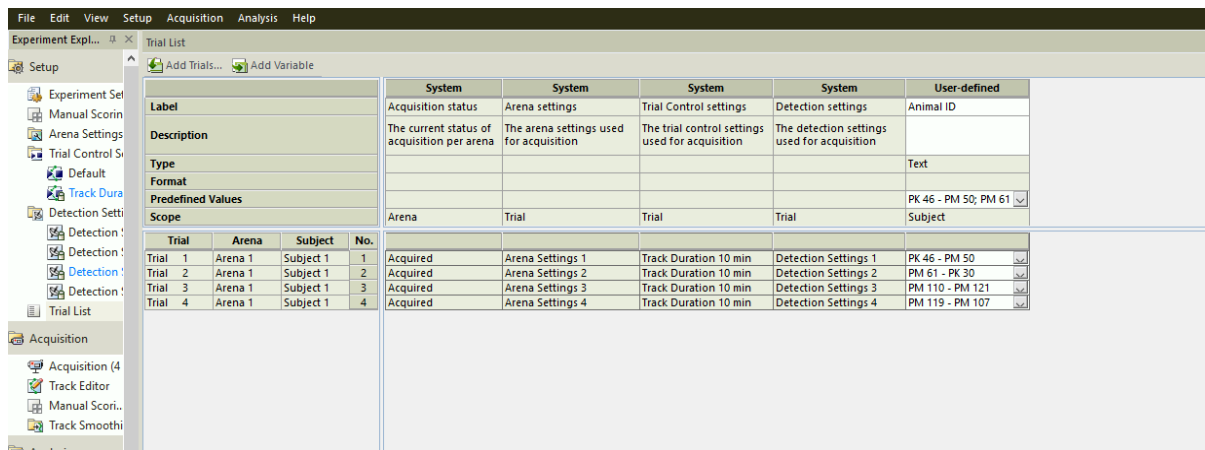 File Edit View Setup Acquisition Analysis Help
Experiment Expl...
Trial List
Setup
Add Trials... Add Variable
Experiment Set
Manual Scorin
Arena Settings
Trial Control Se
Default
Track Dura
Detection Setti
Detection S
Detection S
Detection S
Detection S
Trial List
Acquisition
Acquisition (4
Track Editor
Manual Scori...
Track Smoothi
System System System System User-defined
Label Acquisition status Arena settings Trial Control settings Detection settings Animal ID
Description The current status of acquisition per arena The arena settings used for acquisition The trial control settings used for acquisition The detection settings used for acquisition
Type Text
Format
Predefined Values PK 46 - PM 50; PM 61
Scope Arena Trial Trial Trial Subject
Trial Arena Subject No.
Trial 1 Arena 1 Subject 1 1 Acquired Arena Settings 1 Track Duration 10 min Detection Settings 1 PK 46 - PM 50
Trial 2 Arena 1 Subject 1 2 Acquired Arena Settings 2 Track Duration 10 min Detection Settings 2 PM 61 - PK 30
Trial 3 Arena 1 Subject 1 3 Acquired Arena Settings 3 Track Duration 10 min Detection Settings 3 PM 110 - PM 121
Trial 4 Arena 1 Subject 1 4 Acquired Arena Settings 4 Track Duration 10 min Detection Settings 4 PM 119 - PM 107